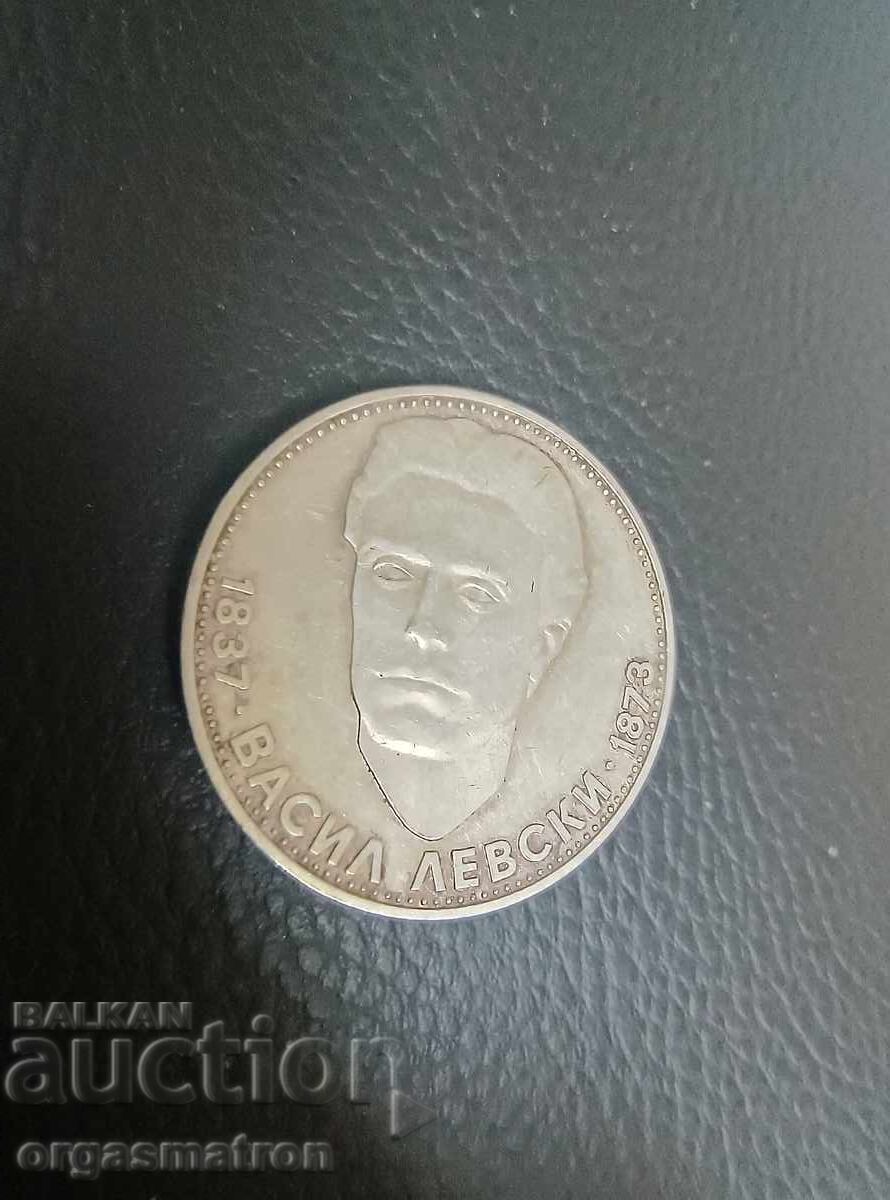 1837 · ВАСИЛ ЛЕВСКИ · 1873
BALKAN
auction
orgasmatron